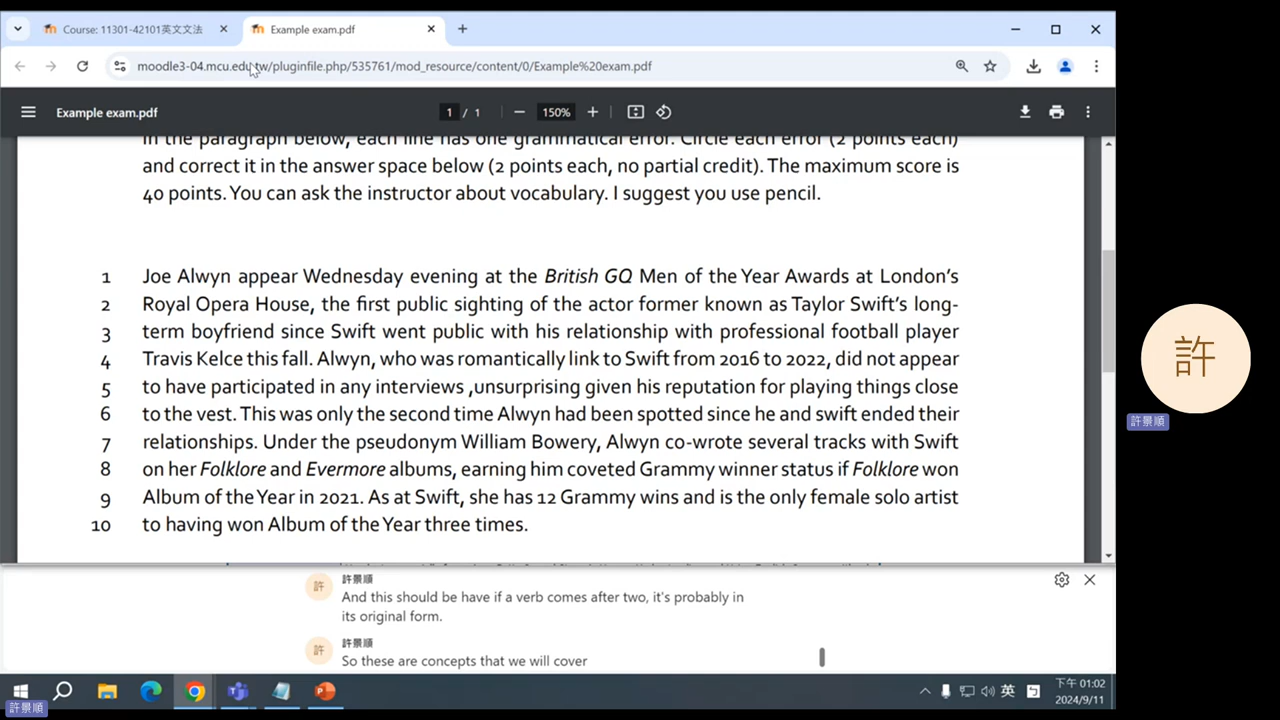 Course: 11301-42101英文文法
Example exam.pdf
moodle3-04.mcu.edu.tw/pluginfile.php/535761/mod_resource/content/0/Example%20exam.pdf
Example exam.pdf
1 / 1
150%
in the paragraph below, each line has one grammatical error. Circle each error (2 points each)
and correct it in the answer space below (2 points each, no partial credit). The maximum score is
40 points. You can ask the instructor about vocabulary. I suggest you use pencil.
1 Joe Alwyn appear Wednesday evening at the British GQ Men of the Year Awards at London's
2 Royal Opera House, the first public sighting of the actor former known as Taylor Swift's long-
3 term boyfriend since Swift went public with his relationship with professional football player
4 Travis Kelce this fall. Alwyn, who was romantically link to Swift from 2016 to 2022, did not appear
5 to have participated in any interviews ,unsurprising given his reputation for playing things close
6 to the vest. This was only the second time Alwyn had been spotted since he and swift ended their
7 relationships. Under the pseudonym William Bowery, Alwyn co-wrote several tracks with Swift
8 on her Folklore and Evermore albums, earning him coveted Grammy winner status if Folklore won
9 Album of the Year in 2021. As at Swift, she has 12 Grammy wins and is the only female solo artist
10 to having won Album of the Year three times.
許
許景順
許
許景順
And this should be have if a verb comes after two, it's probably in
its original form.
許
許景順
So these are concepts that we will cover
英
下午 01:02
2024/9/11
許景順